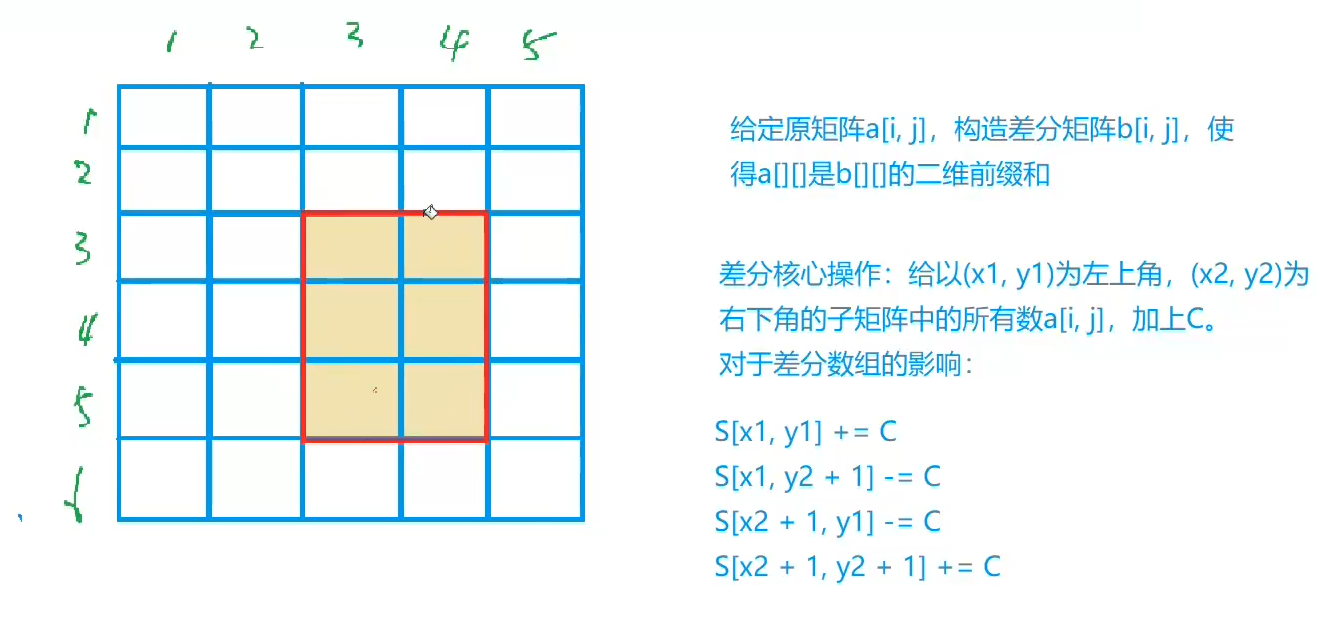 1 2 3 4 5
1
2
3
4
5
给定原矩阵a[i, j]，构造差分矩阵b[i, j]，使
得a[][]是b[][]的二维前缀和
差分核心操作：给以(x1, y1)为左上角，(x2, y2)为
右下角的子矩阵中的所有数a[i, j]，加上C。
对于差分数组的影响：
S[x1, y1] += C
S[x1, y2 + 1] -= C
S[x2 + 1, y1] -= C
S[x2 + 1, y2 + 1] += C